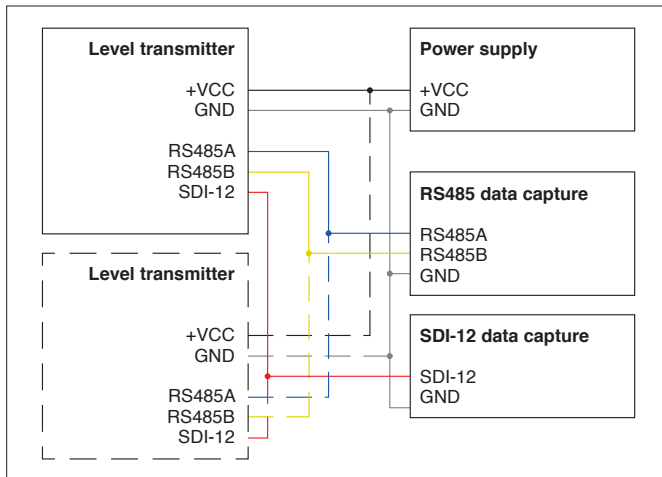 Level transmitter
+VCC
GND
RS485A
RS485B
SDI-12
Power supply
+VCC
GND
RS485 data capture
RS485A
RS485B
GND
Level transmitter
+VCC
GND
RS485A
RS485B
SDI-12
SDI-12 data capture
SDI-12
GND